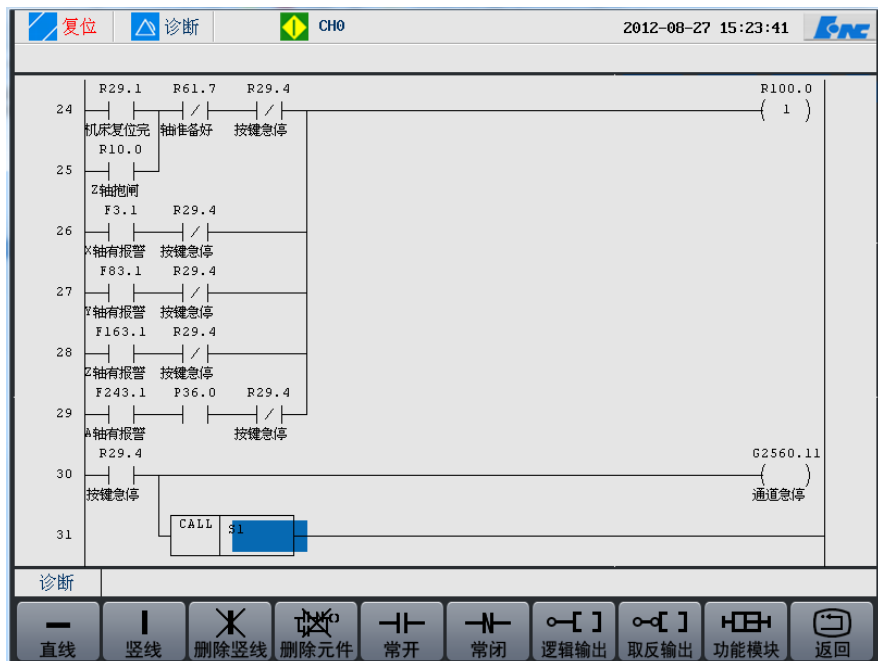 复位 诊断 CH0 2012-08-27 15:23:41 HNC
R29.1 R61.7 R29.4 R100.0
24 1
机床复位完 轴准备好 按键急停
R10.0
25
Z轴抱闸
F3.1 R29.4
26
X轴有报警 按键急停
F83.1 R29.4
27
Y轴有报警 按键急停
F163.1 R29.4
28
Z轴有报警 按键急停
F243.1 P36.0 R29.4
29
A轴有报警 按键急停
R29.4 G2560.11
30
按键急停 通道急停
CALL S1
31
诊断
直线 竖线 删除竖线 删除元件 常开 常闭 逻辑输出 取反输出 功能模块 返回